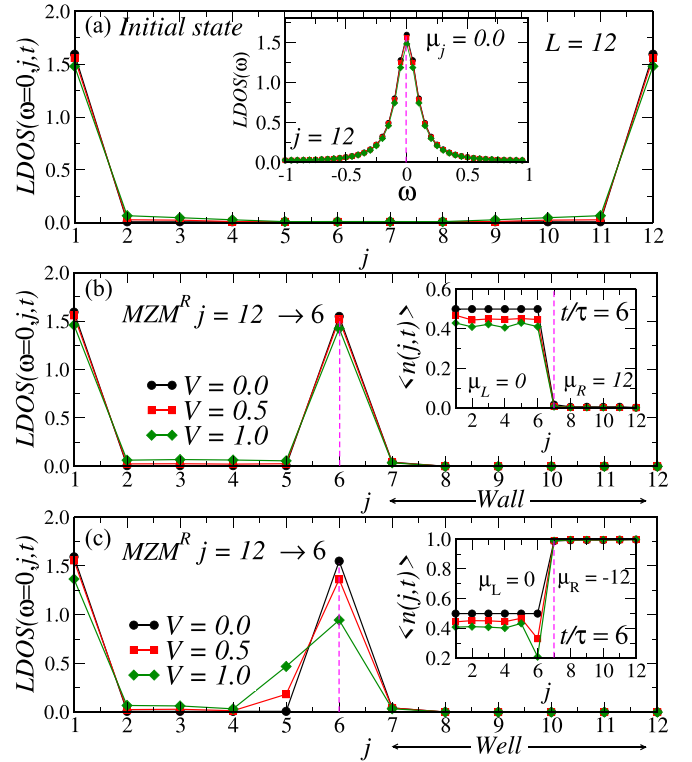 (a) Initial state
μj = 0.0
L = 12
j = 12
LDOS(ω)
1.5
1.0
0.5
0.0
-1 -0.5 0 0.5 1
ω
LDOS(ω=0,j,t)
2.0
1.5
1.0
0.5
0.0
1 2 3 4 5 6 7 8 9 10 11 12
j
(b)
MZM^R j = 12 → 6
V = 0.0
V = 0.5
V = 1.0
<n(j,t)>
0.6
0.4
0.2
0.0
t/τ = 6
μL = 0
μR = 12
2 4 6 8 10 12
j
LDOS(ω=0,j,t)
2.0
1.5
1.0
0.5
0.0
1 2 3 4 5 6 7 8 9 10 11 12
j
Wall
(c)
MZM^R j = 12 → 6
V = 0.0
V = 0.5
V = 1.0
<n(j,t)>
1.0
0.8
0.6
0.4
0.2
μL = 0
μR = -12
t/τ = 6
2 4 6 8 10 12
j
LDOS(ω=0,j,t)
2.0
1.5
1.0
0.5
0.0
1 2 3 4 5 6 7 8 9 10 11 12
j
Well